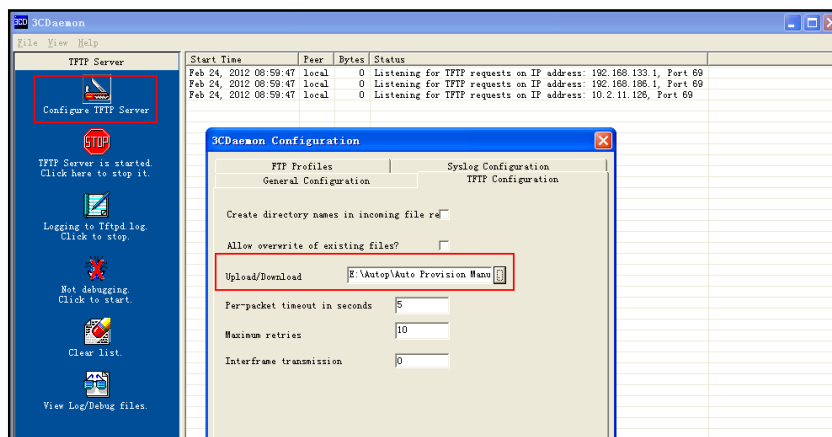 3CD 3CDaemon
File View Help
TFTP Server
Configure TFTP Server
STOP
TFTP Server is started.
Click here to stop it.
Logging to Tftpd.log.
Click to stop.
Not debugging.
Click to start.
Clear list.
View Log/Debug files.
Start Time Peer Bytes Status
Feb 24, 2012 08:59:47 local 0 Listening for TFTP requests on IP address: 192.168.133.1, Port 69
Feb 24, 2012 08:59:47 local 0 Listening for TFTP requests on IP address: 192.168.186.1, Port 69
Feb 24, 2012 08:59:47 local 0 Listening for TFTP requests on IP address: 10.2.11.126, Port 69
3CDaemon Configuration
FTP Profiles Syslog Configuration
General Configuration TFTP Configuration
Create directory names in incoming file re
Allow overwrite of existing files?
Upload/Download E:\Autop\Auto Provision Manu
Per-packet timeout in seconds 5
Maximum retries 10
Interframe transmission 0